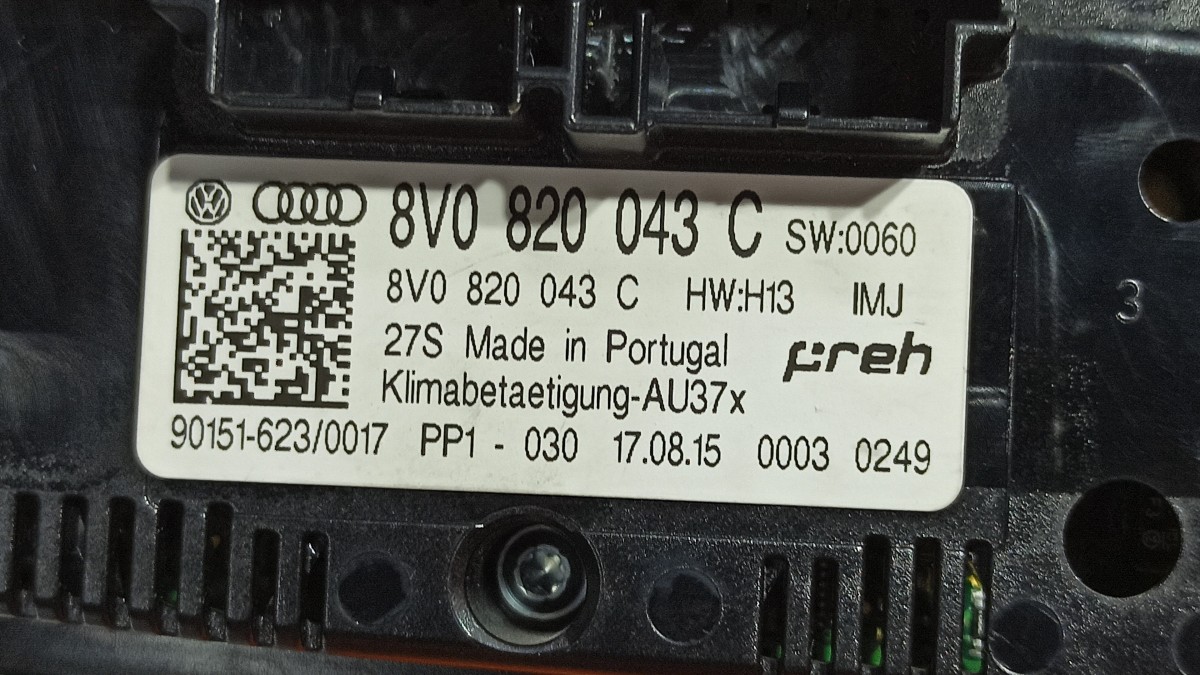 8V0 820 043 C SW:0060
8V0 820 043 C HW:H13 IMJ
27S Made in Portugal preh
Klimabetaetigung-AU37x
90151-623/0017 PP1 - 030 17.08.15 0003 0249
3